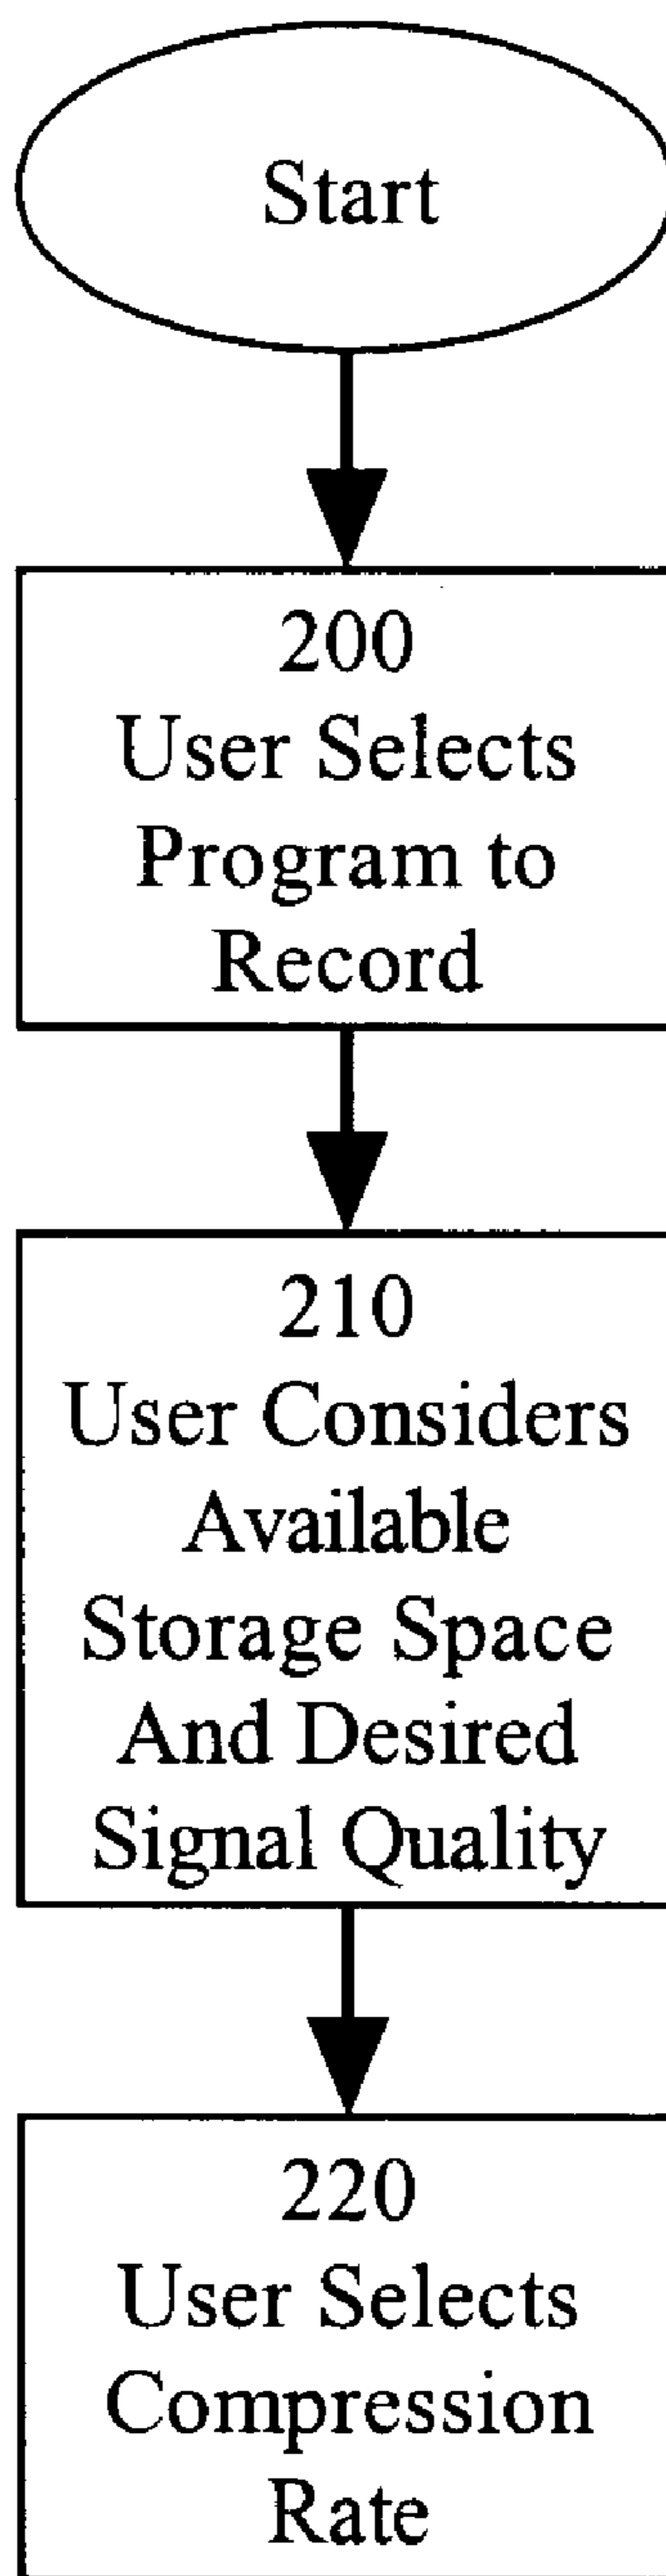 Start
200
User Selects
Program to
Record
210
User Considers
Available
Storage Space
And Desired
Signal Quality
220
User Selects
Compression
Rate